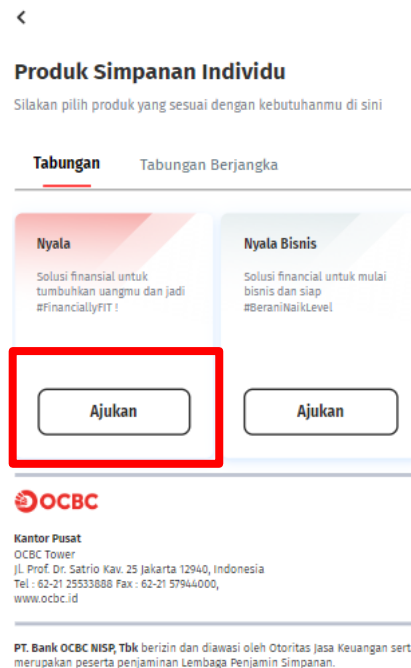 Produk Simpanan Individu
Silakan pilih produk yang sesuai dengan kebutuhanmu di sini
Tabungan
Tabungan Berjangka
Nyala
Solusi finansial untuk
tumbuhkan uangmu dan jadi
#FinanciallyFIT !
Ajukan
Nyala Bisnis
Solusi financial untuk mulai
bisnis dan siap
#BeraniNaikLevel
Ajukan
OCBC
Kantor Pusat
OCBC Tower
Jl. Prof. Dr. Satrio Kav. 25 Jakarta 12940, Indonesia
Tel : 62-21 25533888 Fax : 62-21 57944000,
www.ocbc.id
PT. Bank OCBC NISP, Tbk berizin dan diawasi oleh Otoritas Jasa Keuangan sert
merupakan peserta penjaminan Lembaga Penjamin Simpanan.